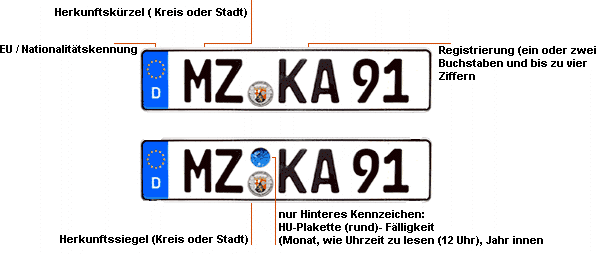 Herkunftskürzel ( Kreis oder Stadt)
EU / Nationalitätskennung
Registrierung (ein oder zwei
Buchstaben und bis zu vier
Ziffern
D MZ KA 91
D MZ KA 91
nur Hinteres Kennzeichen:
HU-Plakette (rund)- Fälligkeit
(Monat, wie Uhrzeit zu lesen (12 Uhr), Jahr innen
Herkunftssiegel (Kreis oder Stadt)